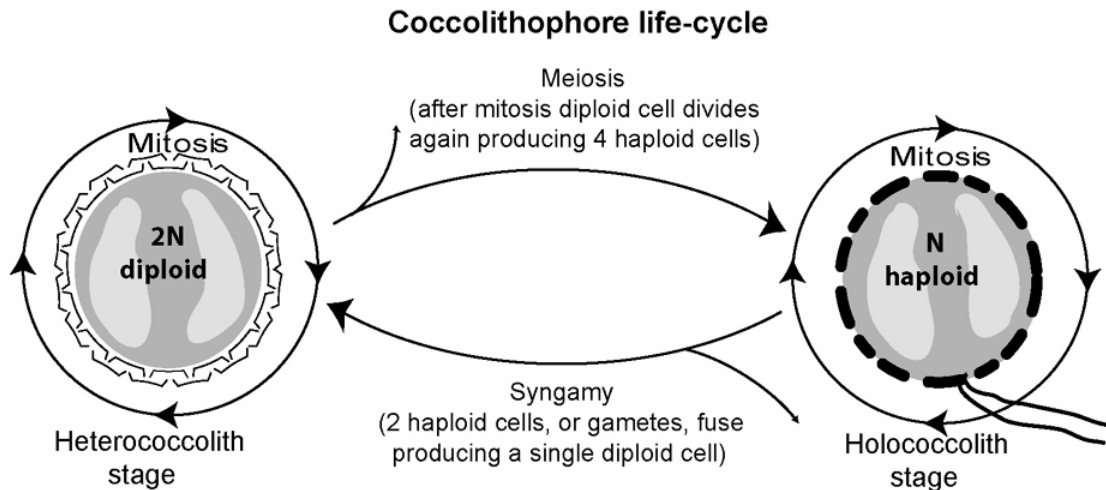 Coccolithophore life-cycle
Meiosis
(after mitosis diploid cell divides
again producing 4 haploid cells)
Mitosis
2N
diploid
Heterococcolith
stage
Mitosis
N
haploid
Holococcolith
stage
Syngamy
(2 haploid cells, or gametes, fuse
producing a single diploid cell)